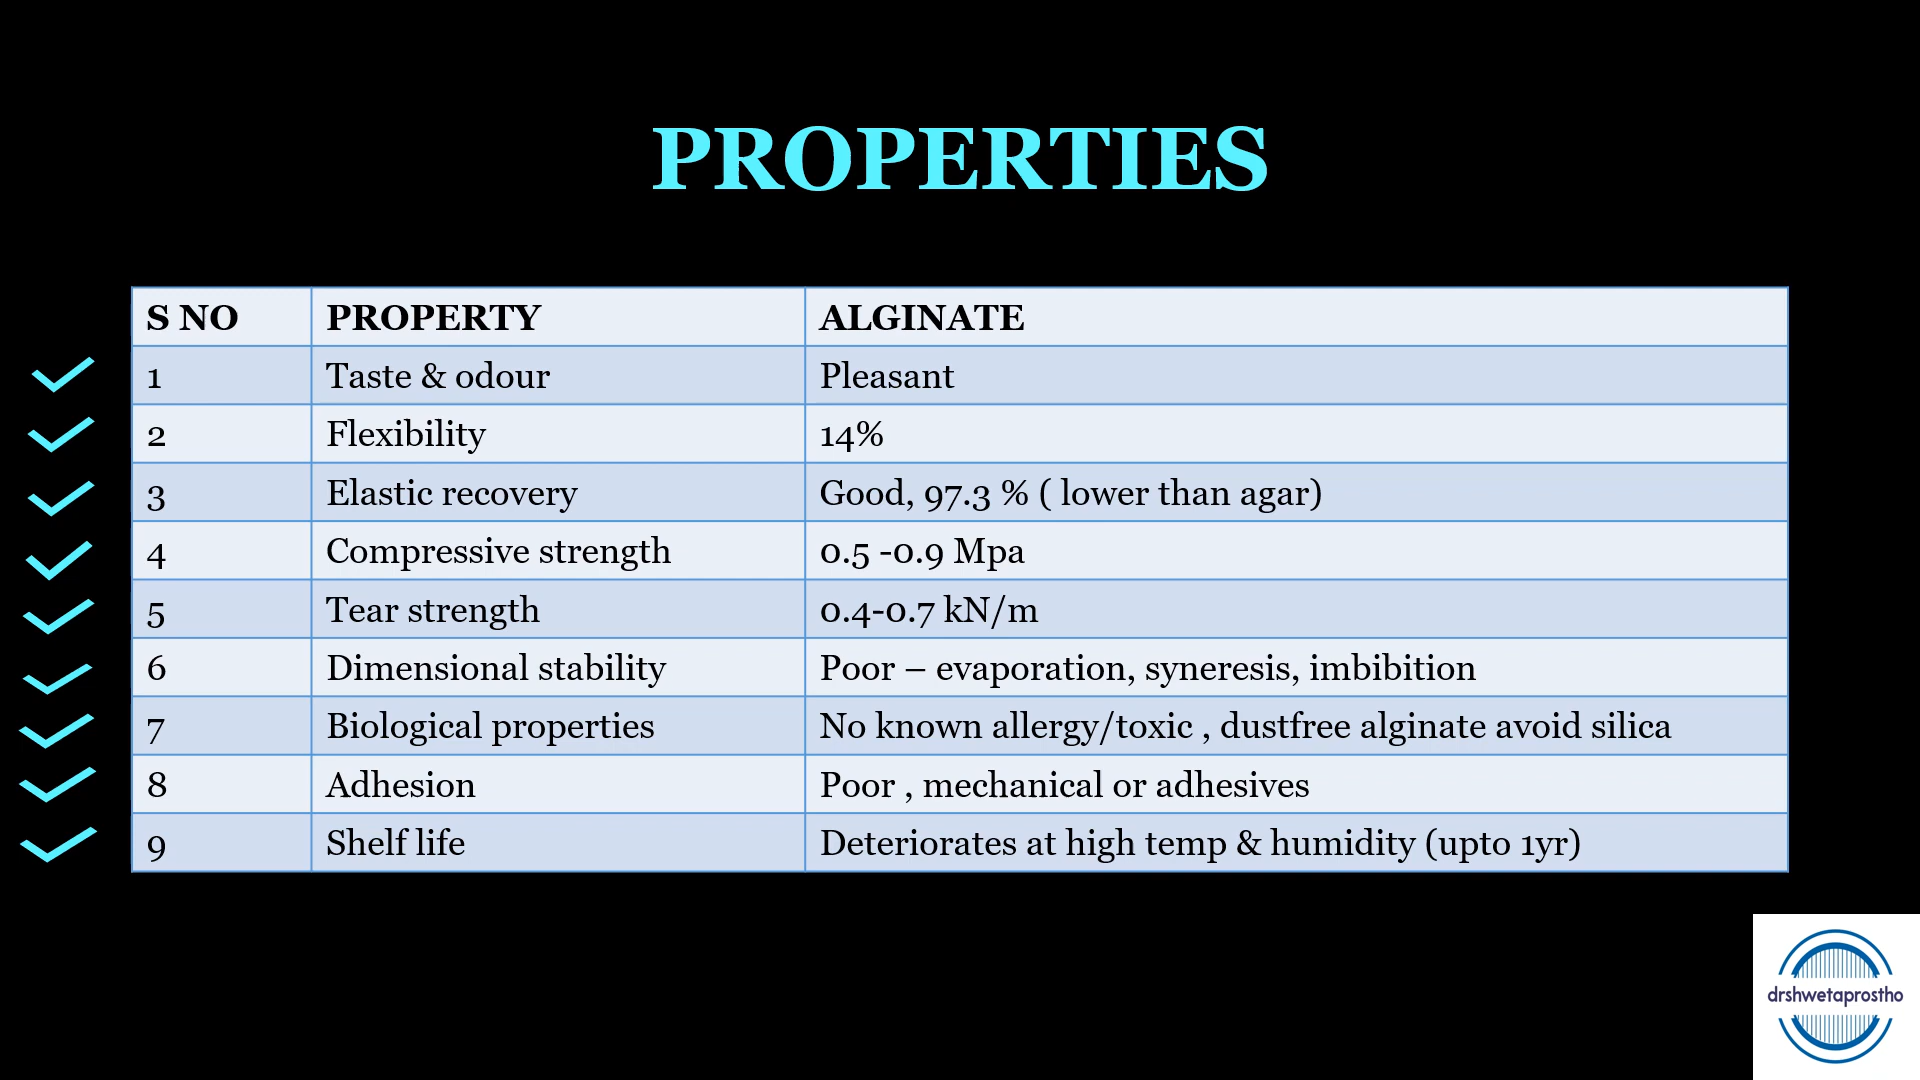 PROPERTIES
S NO PROPERTY ALGINATE
1 Taste & odour Pleasant
2 Flexibility 14%
3 Elastic recovery Good, 97.3 % ( lower than agar)
4 Compressive strength 0.5 -0.9 Mpa
5 Tear strength 0.4-0.7 kN/m
6 Dimensional stability Poor – evaporation, syneresis, imbibition
7 Biological properties No known allergy/toxic , dustfree alginate avoid silica
8 Adhesion Poor , mechanical or adhesives
9 Shelf life Deteriorates at high temp & humidity (upto 1yr)
drshwetaprostho